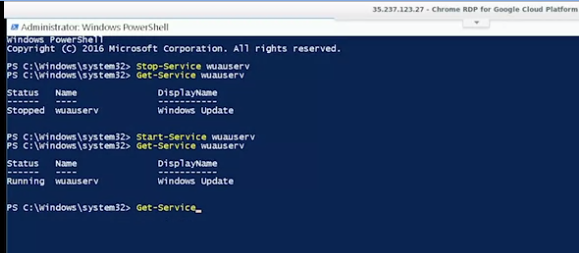 35.237.123.27 - Chrome RDP for Google Cloud Platform
Administrator: Windows PowerShell
Windows PowerShell
Copyright (C) 2016 Microsoft Corporation. All rights reserved.
PS C:\Windows\system32> Stop-Service wuauserv
PS C:\Windows\system32> Get-Service wuauserv
Status Name DisplayName
------ ---- -----------
Stopped wuauserv Windows Update
PS C:\Windows\system32> Start-Service wuauserv
PS C:\Windows\system32> Get-Service wuauserv
Status Name DisplayName
------ ---- -----------
Running wuauserv Windows Update
PS C:\Windows\system32> Get-Service_